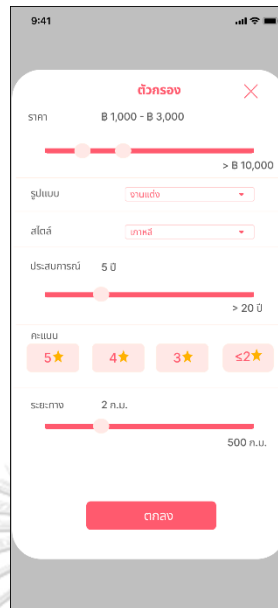 9:41
ตัวกรอง
ราคา ฿ 1,000 - ฿ 3,000
> ฿ 10,000
รูปแบบ งานแต่ง
สไตล์ เกาหลี
ประสบการณ์ 5 ปี
> 20 ปี
คะแนน
5 4 3 ≤2
ระยะทาง 2 ก.ม.
500 ก.ม.
ตกลง